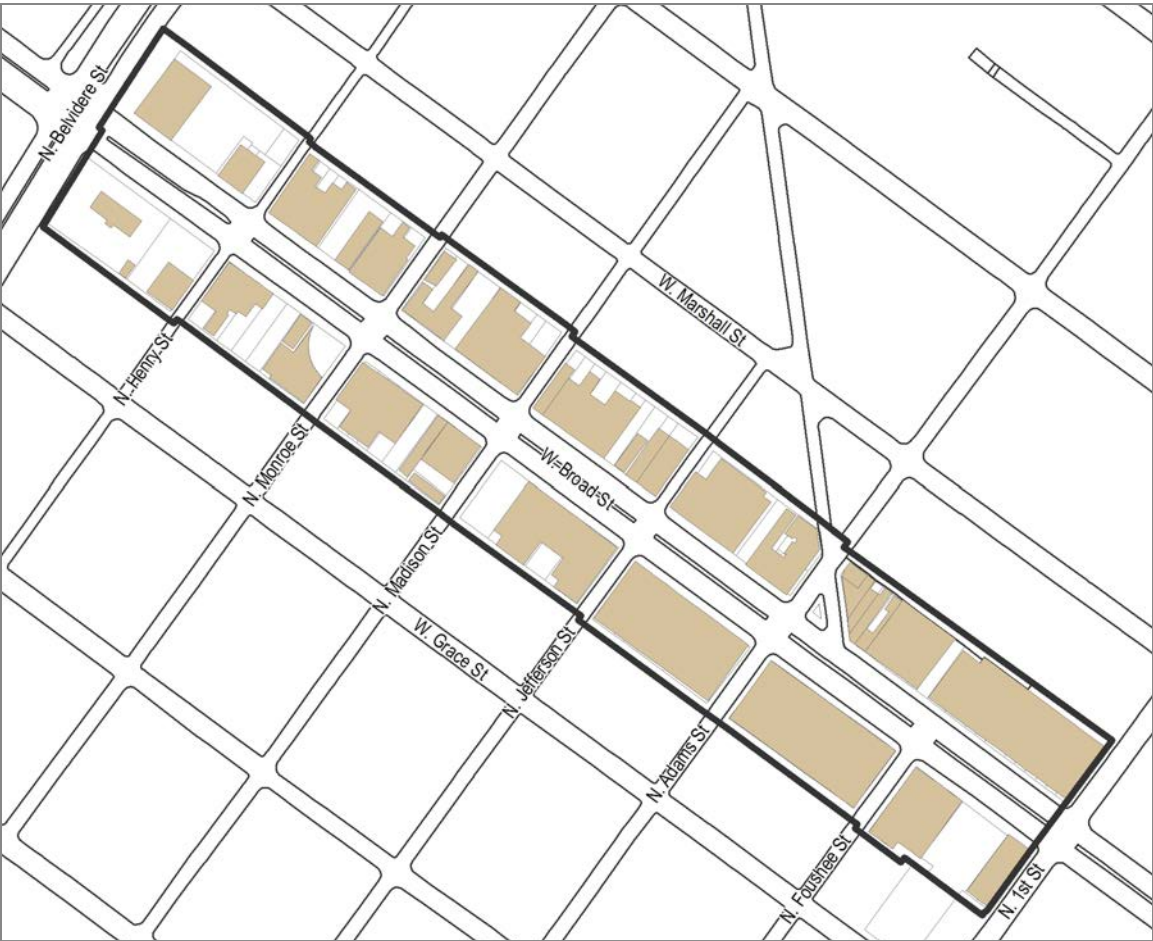 N. Belvidere St
W. Marshall St
N. Henry St
N. Monroe St
W. Broad St
N. Madison St
W. Grace St
N. Jefferson St
N. Adams St
N. Foushee St
N. 1st St